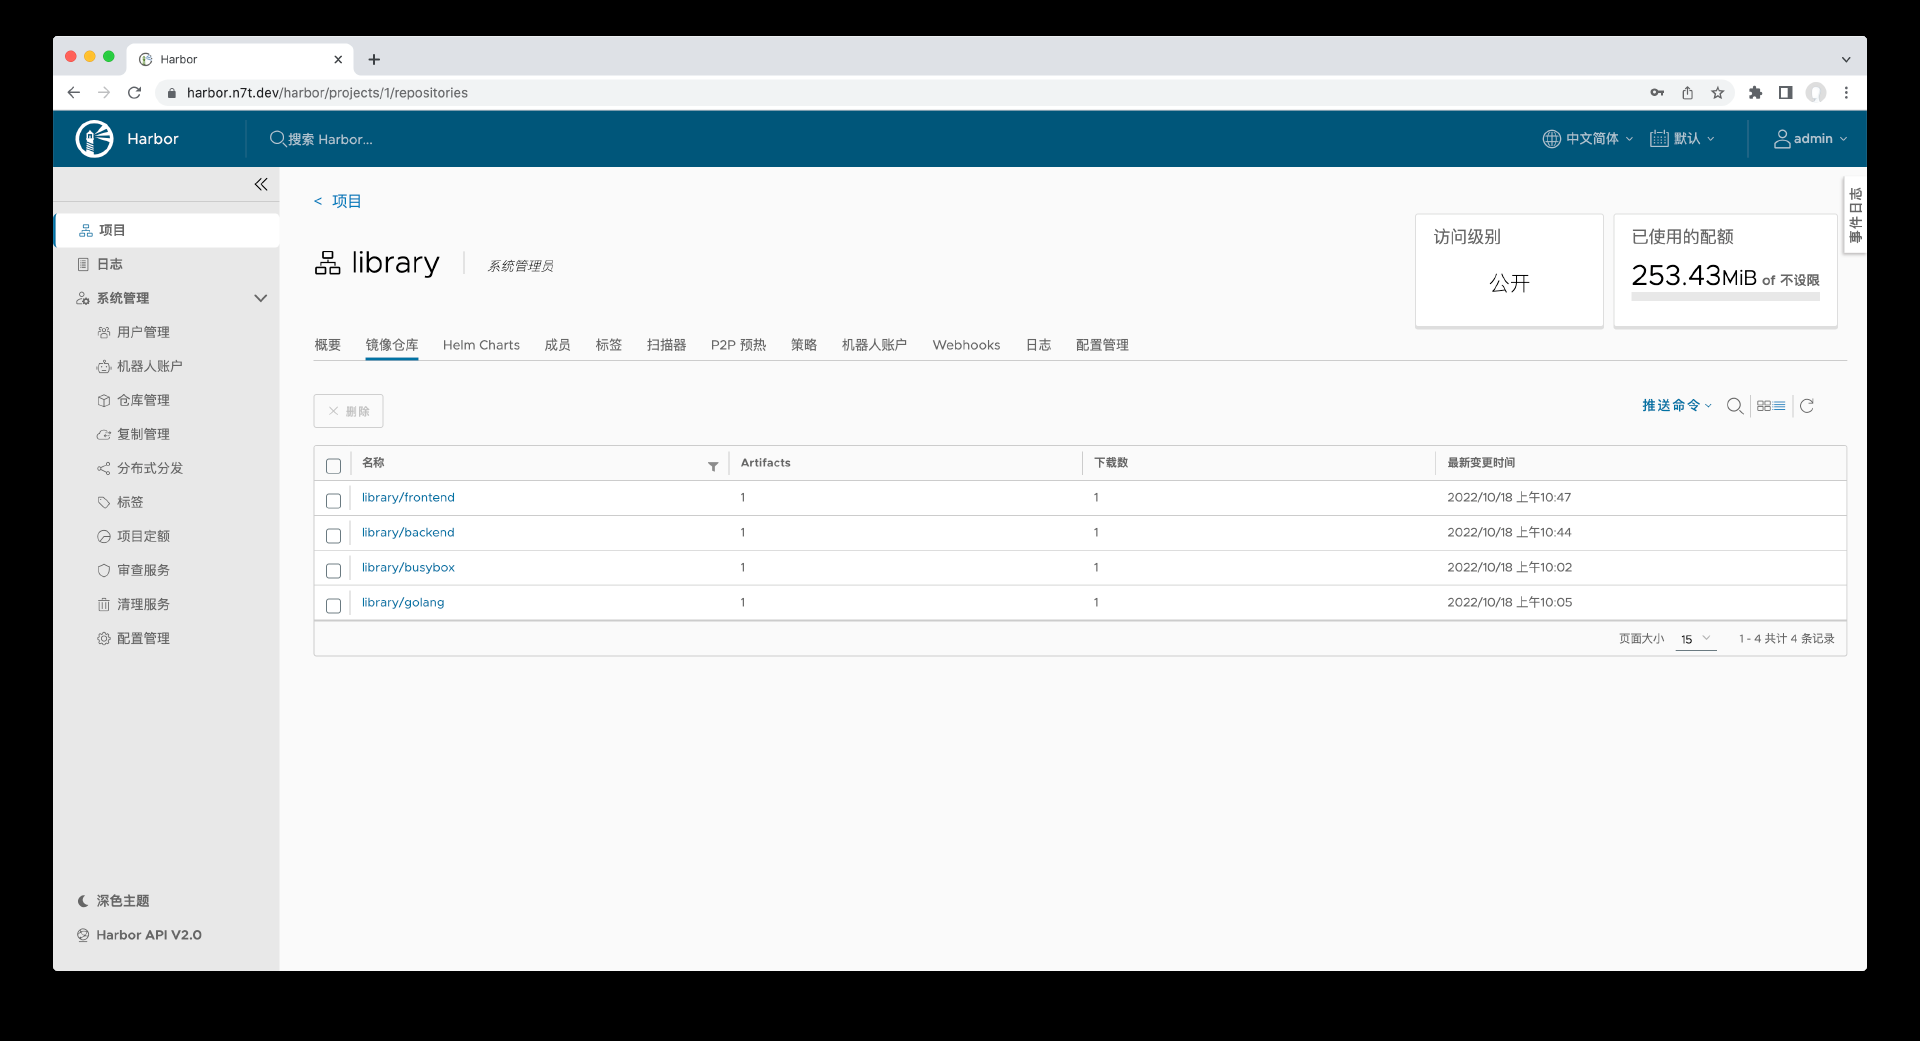 Harbor
harbor.n7t.dev/harbor/projects/1/repositories
Harbor
搜索 Harbor...
中文简体
默认
admin
项目
日志
系统管理
用户管理
机器人账户
仓库管理
复制管理
分布式分发
标签
项目定额
审查服务
清理服务
配置管理
深色主题
Harbor API V2.0
< 项目
library
系统管理员
访问级别
公开
已使用的配额
253.43MiB of 不设限
事件日志
概要 镜像仓库 Helm Charts 成员 标签 扫描器 P2P 预热 策略 机器人账户 Webhooks 日志 配置管理
删除
推送命令
名称 Artifacts 下载数 最新变更时间
library/frontend 1 1 2022/10/18 上午10:47
library/backend 1 1 2022/10/18 上午10:44
library/busybox 1 1 2022/10/18 上午10:02
library/golang 1 1 2022/10/18 上午10:05
页面大小 15 1 - 4 共计 4 条记录